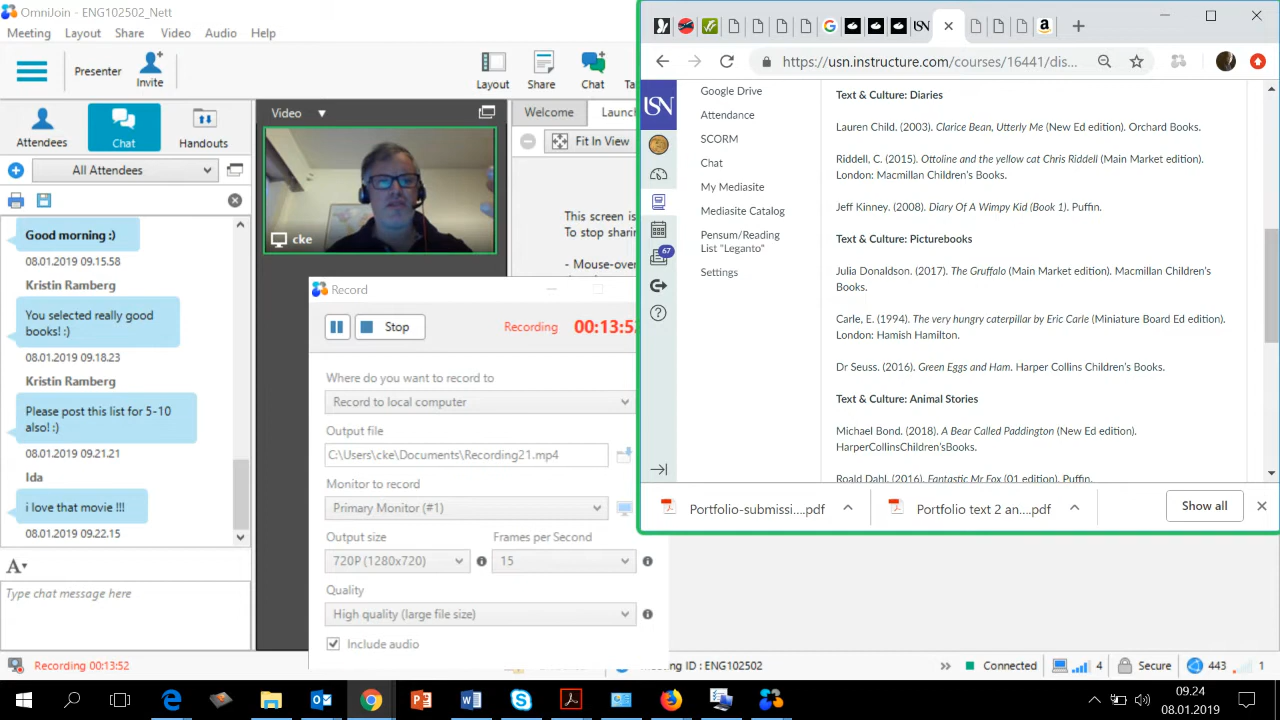 OmniJoin - ENG102502_Nett
Meeting Layout Share Video Audio Help
Presenter
Invite
Layout
Share
Chat
Attendees
Chat
Handouts
All Attendees
Good morning :)
08.01.2019 09.15.58
Kristin Ramberg
You selected really good
books! :)
08.01.2019 09.18.23
Kristin Ramberg
Please post this list for 5-10
also! :)
08.01.2019 09.21.21
Ida
i love that movie !!!
08.01.2019 09.22.15
A
Type chat message here
Recording 00:13:52
Video
cke
Welcome
Fit In View
This screen is
To stop sharin
- Mouse-over
Record
Stop
Recording
00:13:52
Where do you want to record to
Record to local computer
Output file
C:\Users\cke\Documents\Recording21.mp4
Monitor to record
Primary Monitor (#1)
Output size
Frames per Second
720P (1280x720)
15
Quality
High quality (large file size)
Include audio
https://usn.instructure.com/courses/16441/dis...
USN
67
Google Drive
Attendance
SCORM
Chat
My Mediasite
Mediasite Catalog
Pensum/Reading
List "Leganto"
Settings
Text & Culture: Diaries
Lauren Child. (2003). Clarice Bean, Utterly Me (New Ed edition). Orchard Books.
Riddell, C. (2015). Ottoline and the yellow cat Chris Riddell (Main Market edition).
London: Macmillan Children's Books.
Jeff Kinney. (2008). Diary Of A Wimpy Kid (Book 1). Puffin.
Text & Culture: Picturebooks
Julia Donaldson. (2017). The Gruffalo (Main Market edition). Macmillan Children's
Books.
Carle, E. (1994). The very hungry caterpillar by Eric Carle (Miniature Board Ed edition).
London: Hamish Hamilton.
Dr Seuss. (2016). Green Eggs and Ham. Harper Collins Children's Books.
Text & Culture: Animal Stories
Michael Bond. (2018). A Bear Called Paddington (New Ed edition).
HarperCollinsChildren'sBooks.
Roald Dahl. (2016). Fantastic Mr Fox (01 edition). Puffin.
Portfolio-submissi....pdf
Portfolio text 2 an....pdf
Show all
Meeting ID : ENG102502
Connected
4
Secure
443
1
09.24
08.01.2019